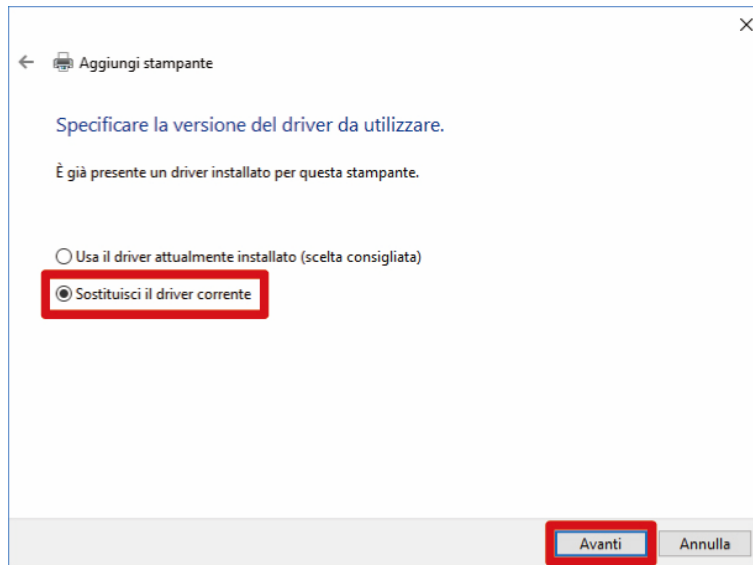 Aggiungi stampante
Specificare la versione del driver da utilizzare.
È già presente un driver installato per questa stampante.
Usa il driver attualmente installato (scelta consigliata)
Sostituisci il driver corrente
Avanti Annulla